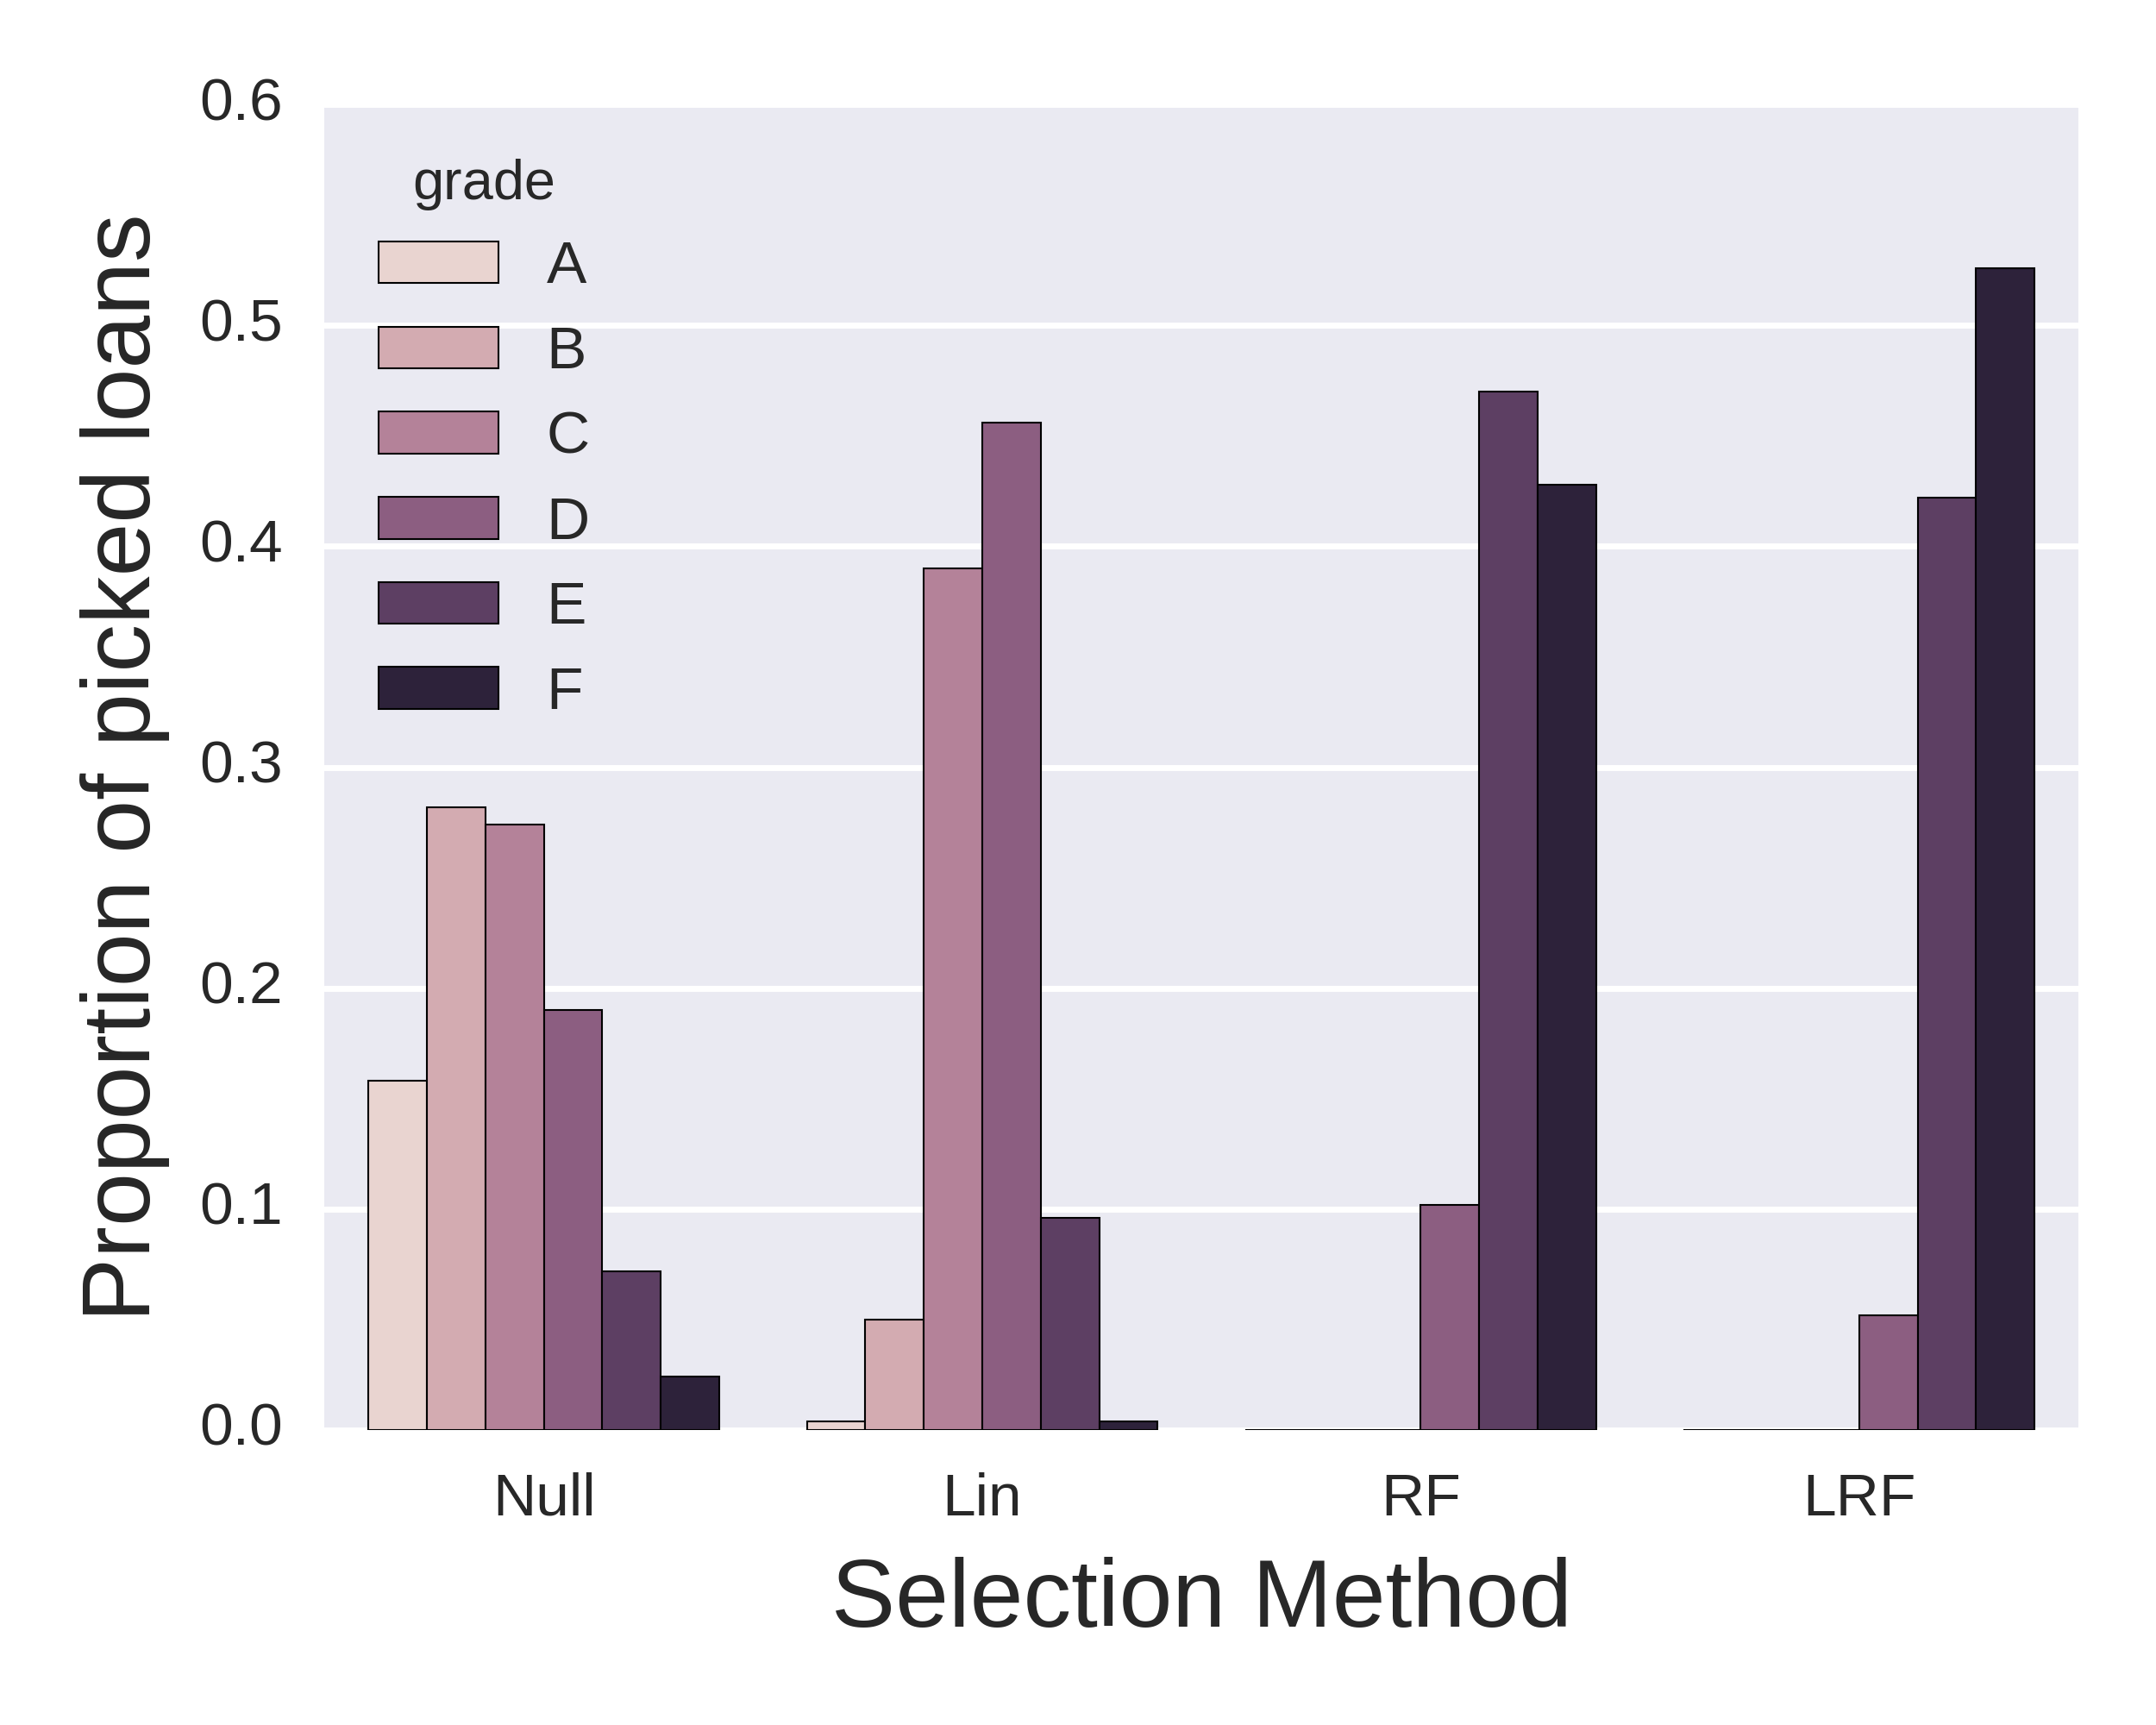 Proportion of picked loans
0.6
0.5
0.4
0.3
0.2
0.1
0.0
grade
A
B
C
D
E
F
Null Lin RF LRF
Selection Method